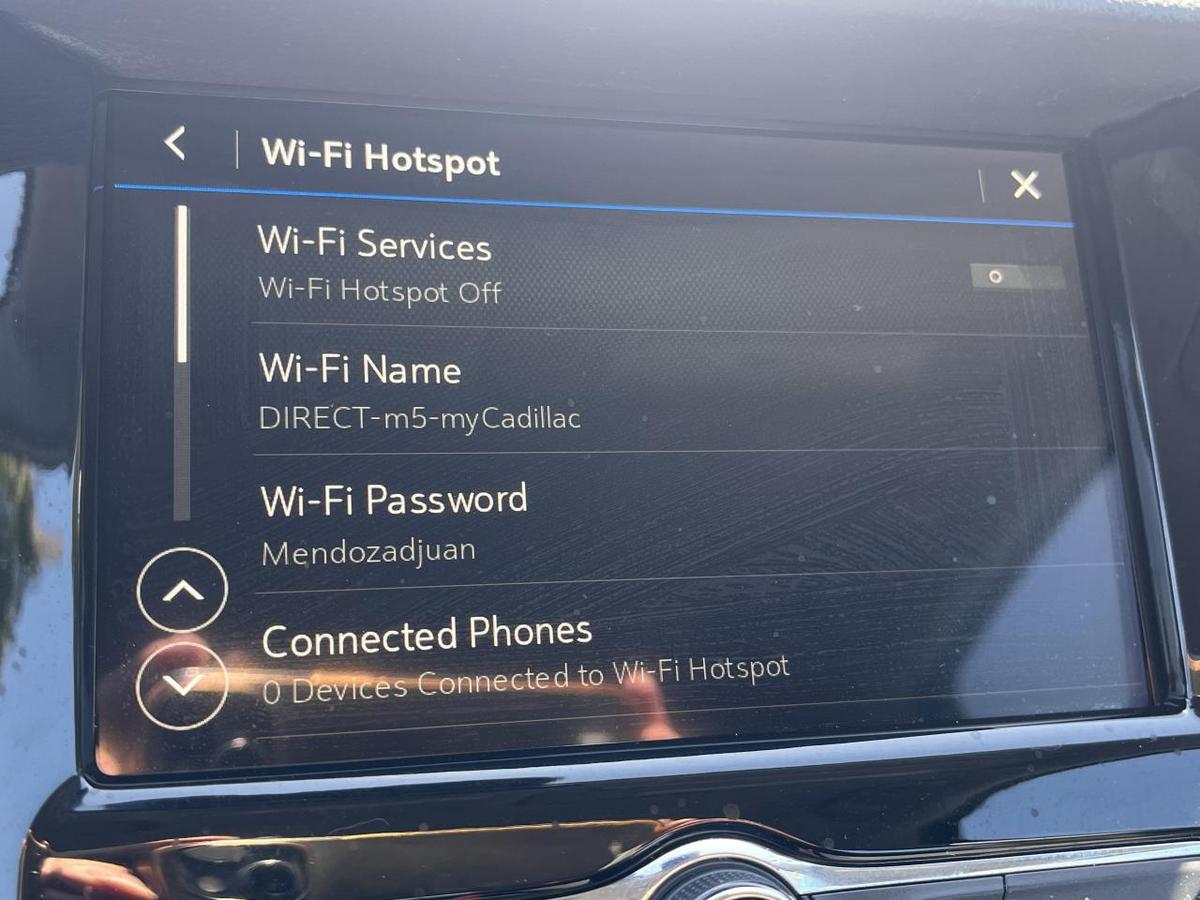 Wi-Fi Hotspot
Wi-Fi Services
Wi-Fi Hotspot Off
Wi-Fi Name
DIRECT-m5-myCadillac
Wi-Fi Password
Mendozadjuan
Connected Phones
0 Devices Connected to Wi-Fi Hotspot